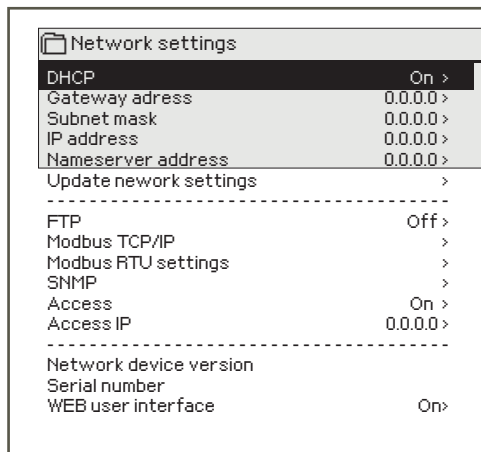 Network settings
DHCP On >
Gateway adress 0.0.0.0 >
Subnet mask 0.0.0.0 >
IP address 0.0.0.0 >
Nameserver address 0.0.0.0 >
Update nework settings >
FTP Off >
Modbus TCP/IP >
Modbus RTU settings >
SNMP >
Access On >
Access IP 0.0.0.0 >
Network device version
Serial number
WEB user interface On>